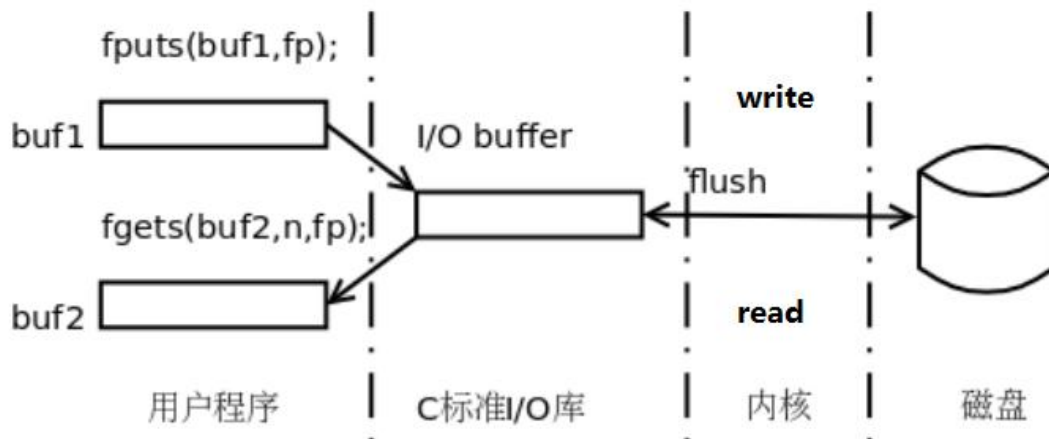 fputs(buf1,fp);
write
buf1
I/O buffer
flush
fgets(buf2,n,fp);
buf2
read
用户程序
C标准I/O库
内核
磁盘